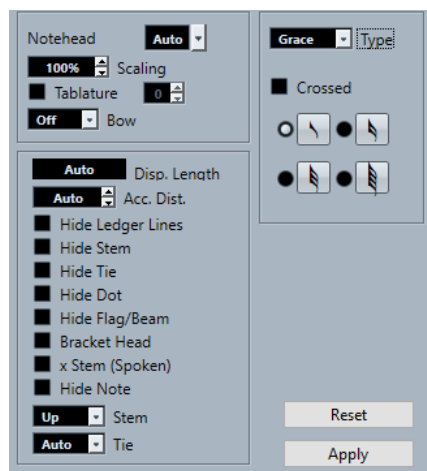 Notehead Auto
100% Scaling
Tablature 0
Off Bow
Auto Disp. Length
Auto Acc. Dist.
Hide Ledger Lines
Hide Stem
Hide Tie
Hide Dot
Hide Flag/Beam
Bracket Head
x Stem (Spoken)
Hide Note
Up Stem
Auto Tie
Grace Type
Crossed
Reset
Apply